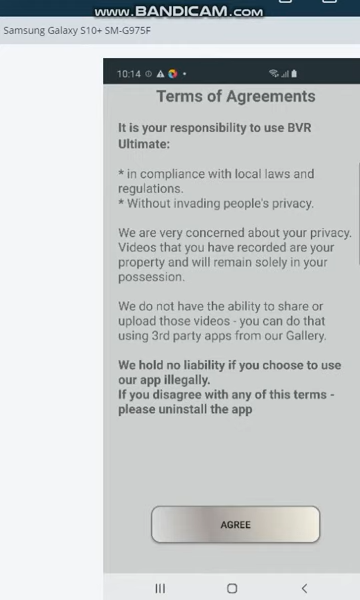 www.BANDICAM.com
Samsung Galaxy S10+ SM-G975F
10:14
Terms of Agreements
It is your responsibility to use BVR
Ultimate:
* in compliance with local laws and
regulations.
* Without invading people's privacy.
We are very concerned about your privacy.
Videos that you have recorded are your
property and will remain solely in your
possession.
We do not have the ability to share or
upload those videos - you can do that
using 3rd party apps from our Gallery.
We hold no liability if you choose to use
our app illegally.
If you disagree with any of this terms -
please uninstall the app
AGREE